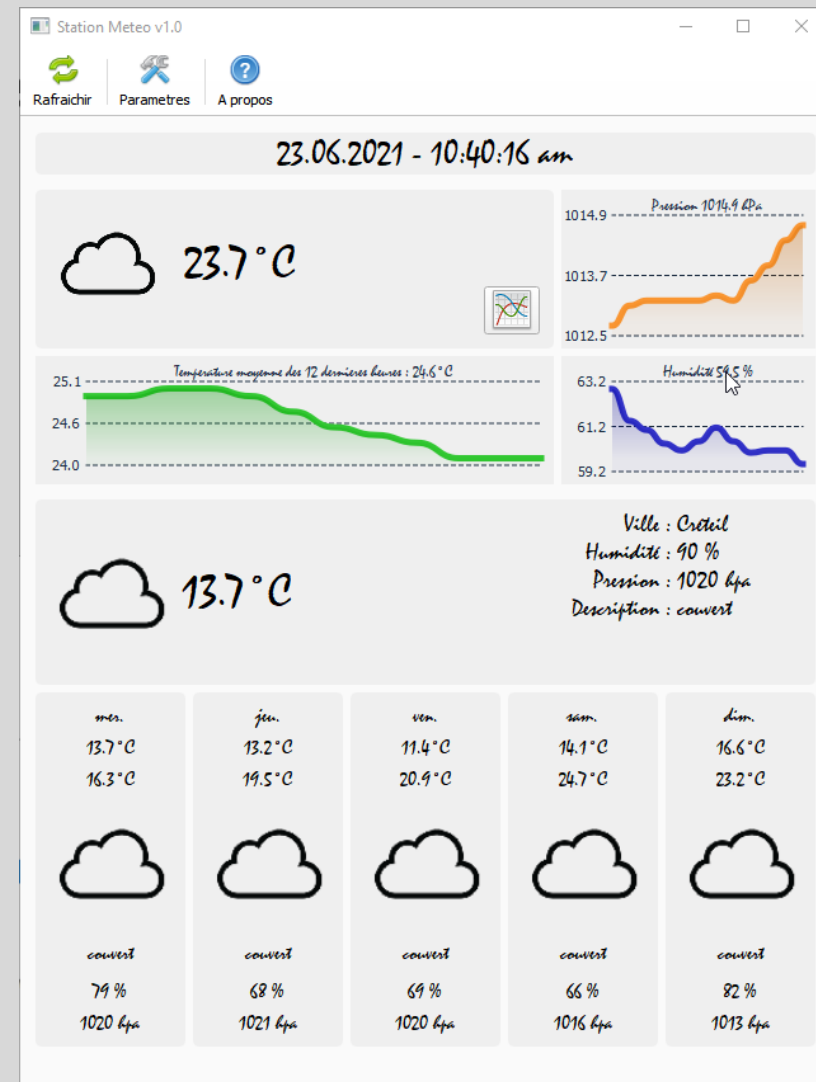 Station Meteo v1.0
Rafraichir Parametres A propos
23.06.2021 - 10:40:16 am
23.7°C
Pression 1014.9 hPa
1014.9
1013.7
1012.5
Temperature moyenne des 12 dernieres heures : 24.6°C
25.1
24.6
24.0
Humidité 59.5 %
63.2
61.2
59.2
13.7°C
Ville : Créteil
Humidité : 90 %
Pression : 1020 hpa
Description : couvert
mer. jeu. ven. sam. dim.
13.7°C 13.2°C 11.4°C 14.1°C 16.6°C
16.3°C 19.5°C 20.9°C 24.7°C 23.2°C
couvert couvert couvert couvert couvert
79 % 68 % 69 % 66 % 82 %
1020 hpa 1021 hpa 1020 hpa 1016 hpa 1013 hpa